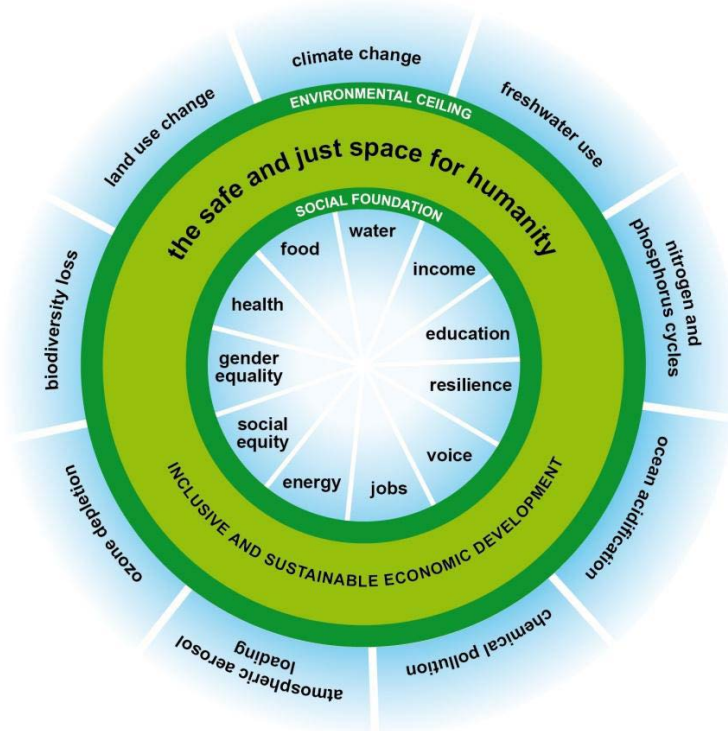 climate change
freshwater use
nitrogen and
phosphorus cycles
ocean acidification
chemical pollution
atmospheric aerosol
loading
ozone depletion
biodiversity loss
land use change
ENVIRONMENTAL CEILING
the safe and just space for humanity
SOCIAL FOUNDATION
water
income
education
resilience
voice
jobs
energy
social
equity
gender
equality
health
food
INCLUSIVE AND SUSTAINABLE ECONOMIC DEVELOPMENT